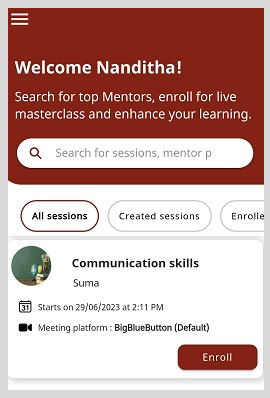 Welcome Nanditha!
Search for top Mentors, enroll for live
masterclass and enhance your learning.
Search for sessions, mentor p
All sessions
Created sessions
Enrolle
Communication skills
Suma
31
Starts on 29/06/2023 at 2:11 PM
Meeting platform : BigBlueButton (Default)
Enroll